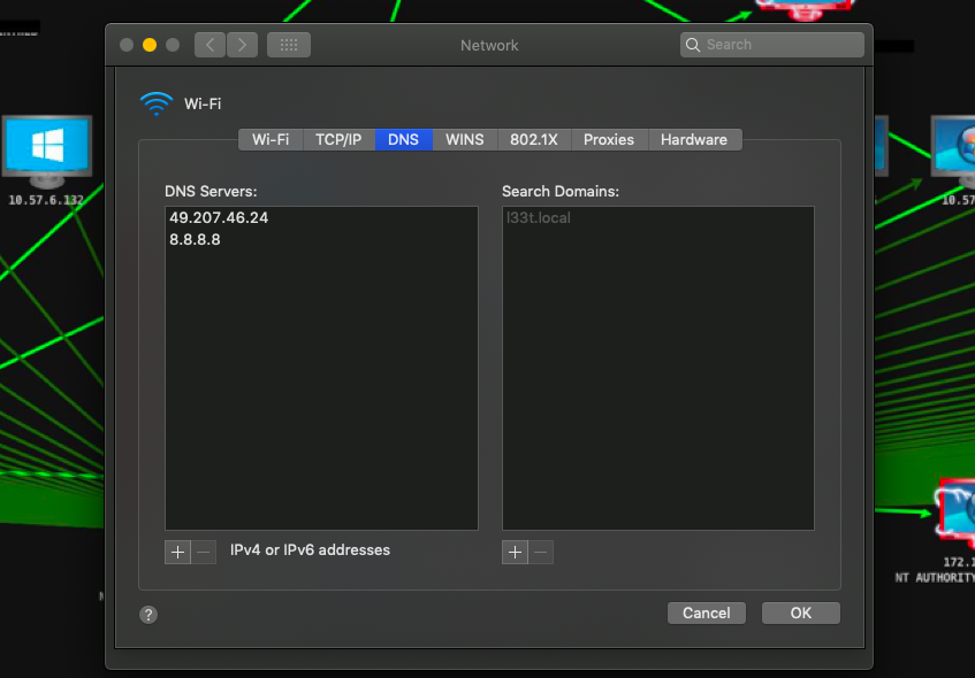 Network
Search
Wi-Fi
Wi-Fi TCP/IP DNS WINS 802.1X Proxies Hardware
DNS Servers:
Search Domains:
49.207.46.24
8.8.8.8
l33t.local
IPv4 or IPv6 addresses
?
Cancel
OK
10.57.6.132
10.57
172.1
NT AUTHORITY